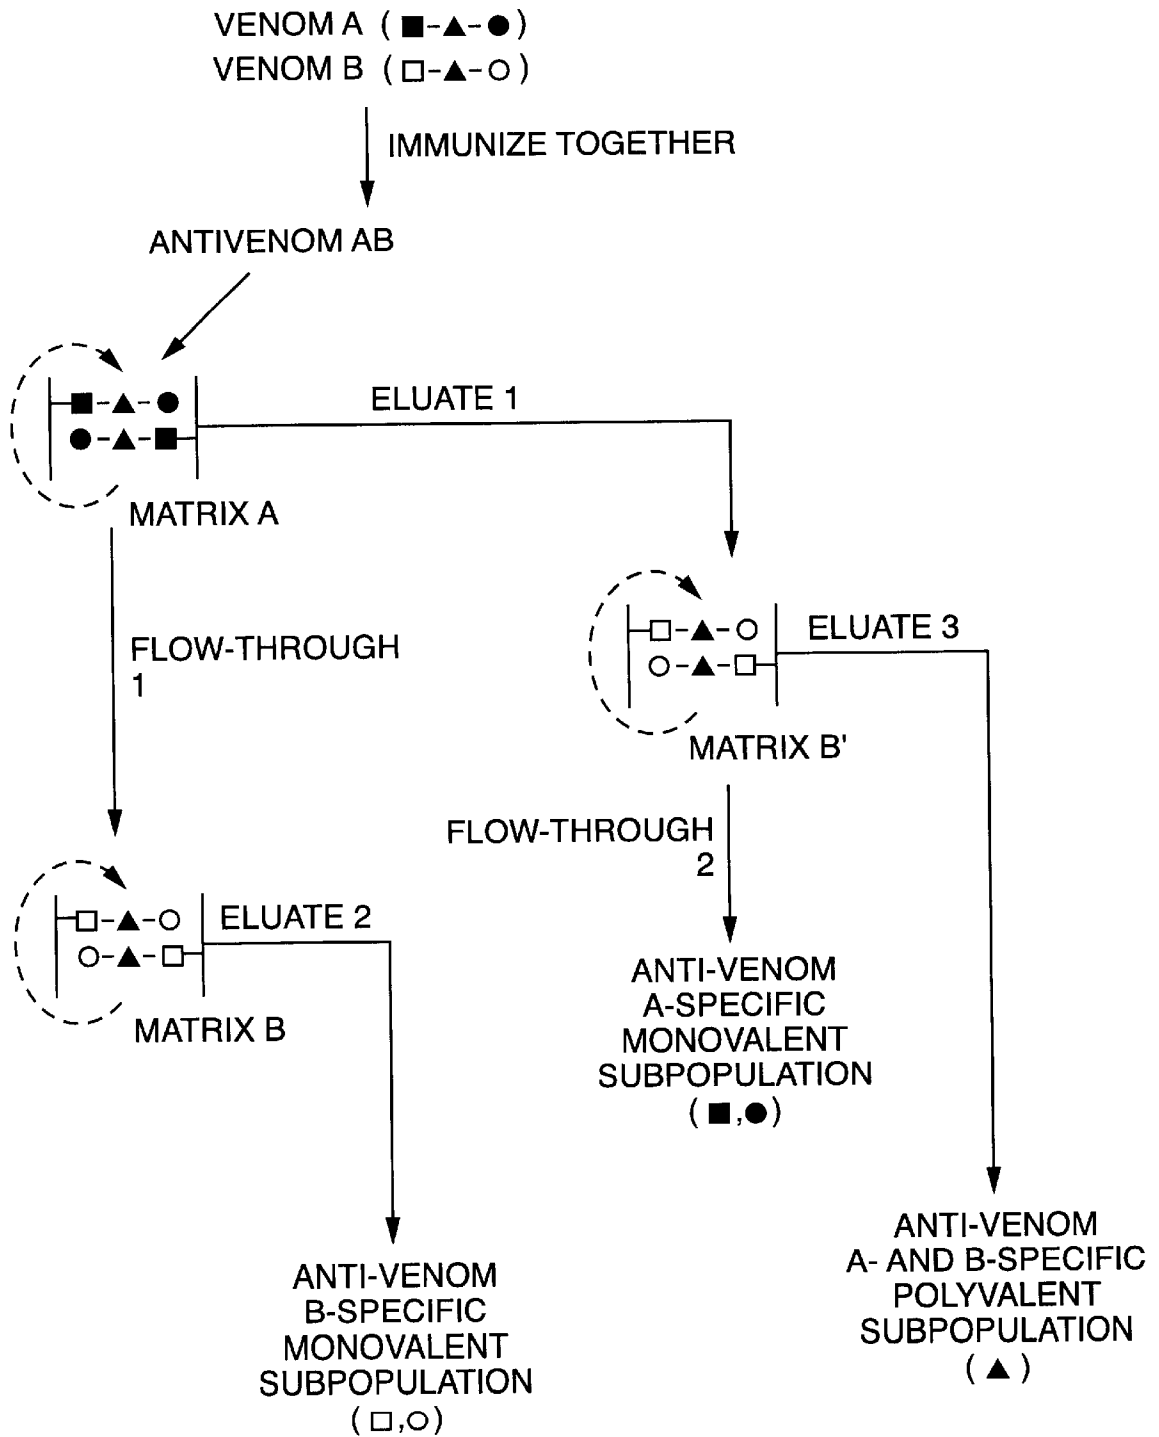 VENOM A (■-▲-●)
VENOM B (□-▲-○)
IMMUNIZE TOGETHER
ANTIVENOM AB
ELUATE 1
MATRIX A
FLOW-THROUGH
1
ELUATE 3
MATRIX B'
FLOW-THROUGH
2
ELUATE 2
MATRIX B
ANTI-VENOM
A-SPECIFIC
MONOVALENT
SUBPOPULATION
(■,●)
ANTI-VENOM
A- AND B-SPECIFIC
POLYVALENT
SUBPOPULATION
(▲)
ANTI-VENOM
B-SPECIFIC
MONOVALENT
SUBPOPULATION
(□,○)